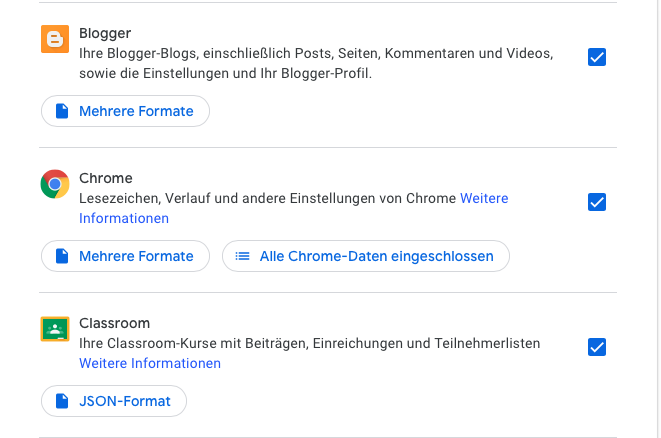 Blogger
Ihre Blogger-Blogs, einschließlich Posts, Seiten, Kommentaren und Videos,
sowie die Einstellungen und Ihr Blogger-Profil.
Mehrere Formate
Chrome
Lesezeichen, Verlauf und andere Einstellungen von Chrome Weitere
Informationen
Mehrere Formate
Alle Chrome-Daten eingeschlossen
Classroom
Ihre Classroom-Kurse mit Beiträgen, Einreichungen und Teilnehmerlisten
Weitere Informationen
JSON-Format